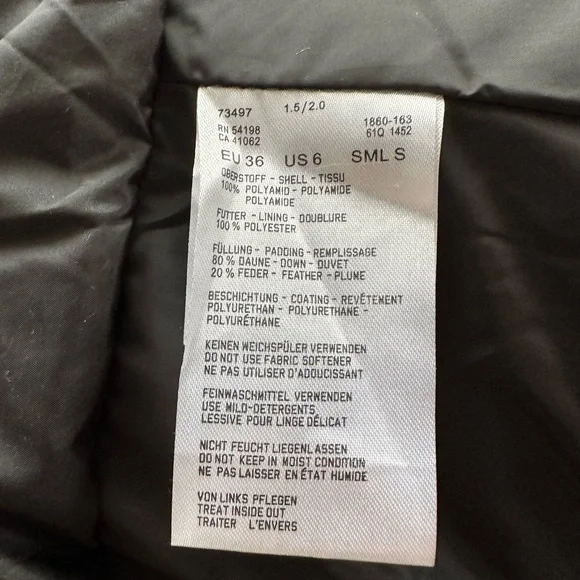 73497 1.5/2.0 1860-163
RN 54198 61Q 1452
CA 41062
EU 36 US 6 SML S
OBERSTOFF - SHELL - TISSU
100% POLYAMID - POLYAMIDE
POLYAMIDE
FUTTER - LINING - DOUBLURE
100 % POLYESTER
FÜLLUNG - PADDING - REMPLISSAGE
80 % DAUNE - DOWN - DUVET
20 % FEDER - FEATHER - PLUME
BESCHICHTUNG - COATING - REVÊTEMENT
POLYURETHAN - POLYURETHANE -
POLYURÉTHANE
KEINEN WEICHSPÜLER VERWENDEN
DO NOT USE FABRIC SOFTENER
NE PAS UTILISER D'ADOUCISSANT
FEINWASCHMITTEL VERWENDEN
USE MILD-DETERGENTS
LESSIVE POUR LINGE DÉLICAT
NICHT FEUCHT LIEGENLASSEN
DO NOT KEEP IN MOIST CONDITION
NE PAS LAISSER EN ÉTAT HUMIDE
VON LINKS PFLEGEN
TREAT INSIDE OUT
TRAITER L'ENVERS